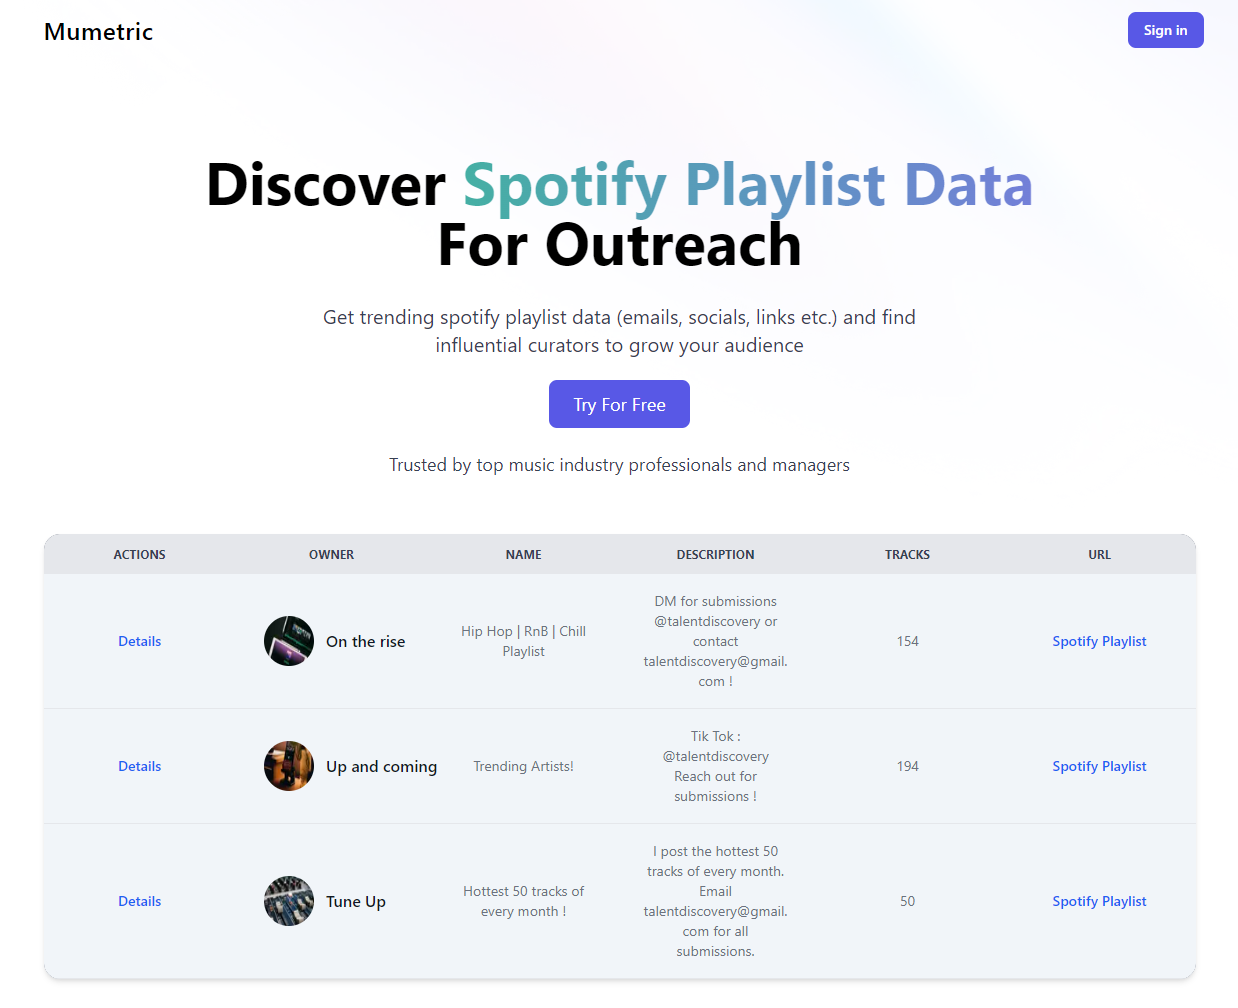 Mumetric
Sign in
Discover Spotify Playlist Data
For Outreach
Get trending spotify playlist data (emails, socials, links etc.) and find
influential curators to grow your audience
Try For Free
Trusted by top music industry professionals and managers
ACTIONS OWNER NAME DESCRIPTION TRACKS URL
Details
On the rise
Hip Hop | RnB | Chill
Playlist
DM for submissions
@talentdiscovery or
contact
talentdiscovery@gmail.
com !
154
Spotify Playlist
Details
Up and coming
Trending Artists!
Tik Tok :
@talentdiscovery
Reach out for
submissions !
194
Spotify Playlist
Details
Tune Up
Hottest 50 tracks of
every month !
I post the hottest 50
tracks of every month.
Email
talentdiscovery@gmail.
com for all
submissions.
50
Spotify Playlist